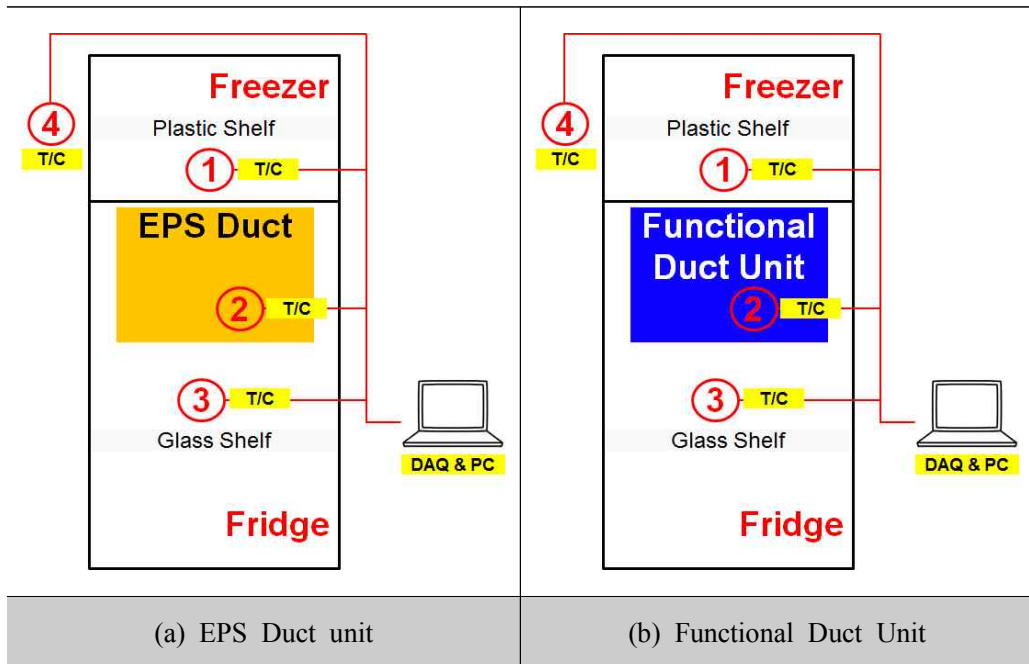 Freezer
4
Plastic Shelf
T/C
1
T/C
EPS Duct
2
T/C
3
T/C
Glass Shelf
DAQ & PC
Fridge
(a) EPS Duct unit
Freezer
4
Plastic Shelf
T/C
1
T/C
Functional
Duct Unit
2
T/C
3
T/C
Glass Shelf
DAQ & PC
Fridge
(b) Functional Duct Unit